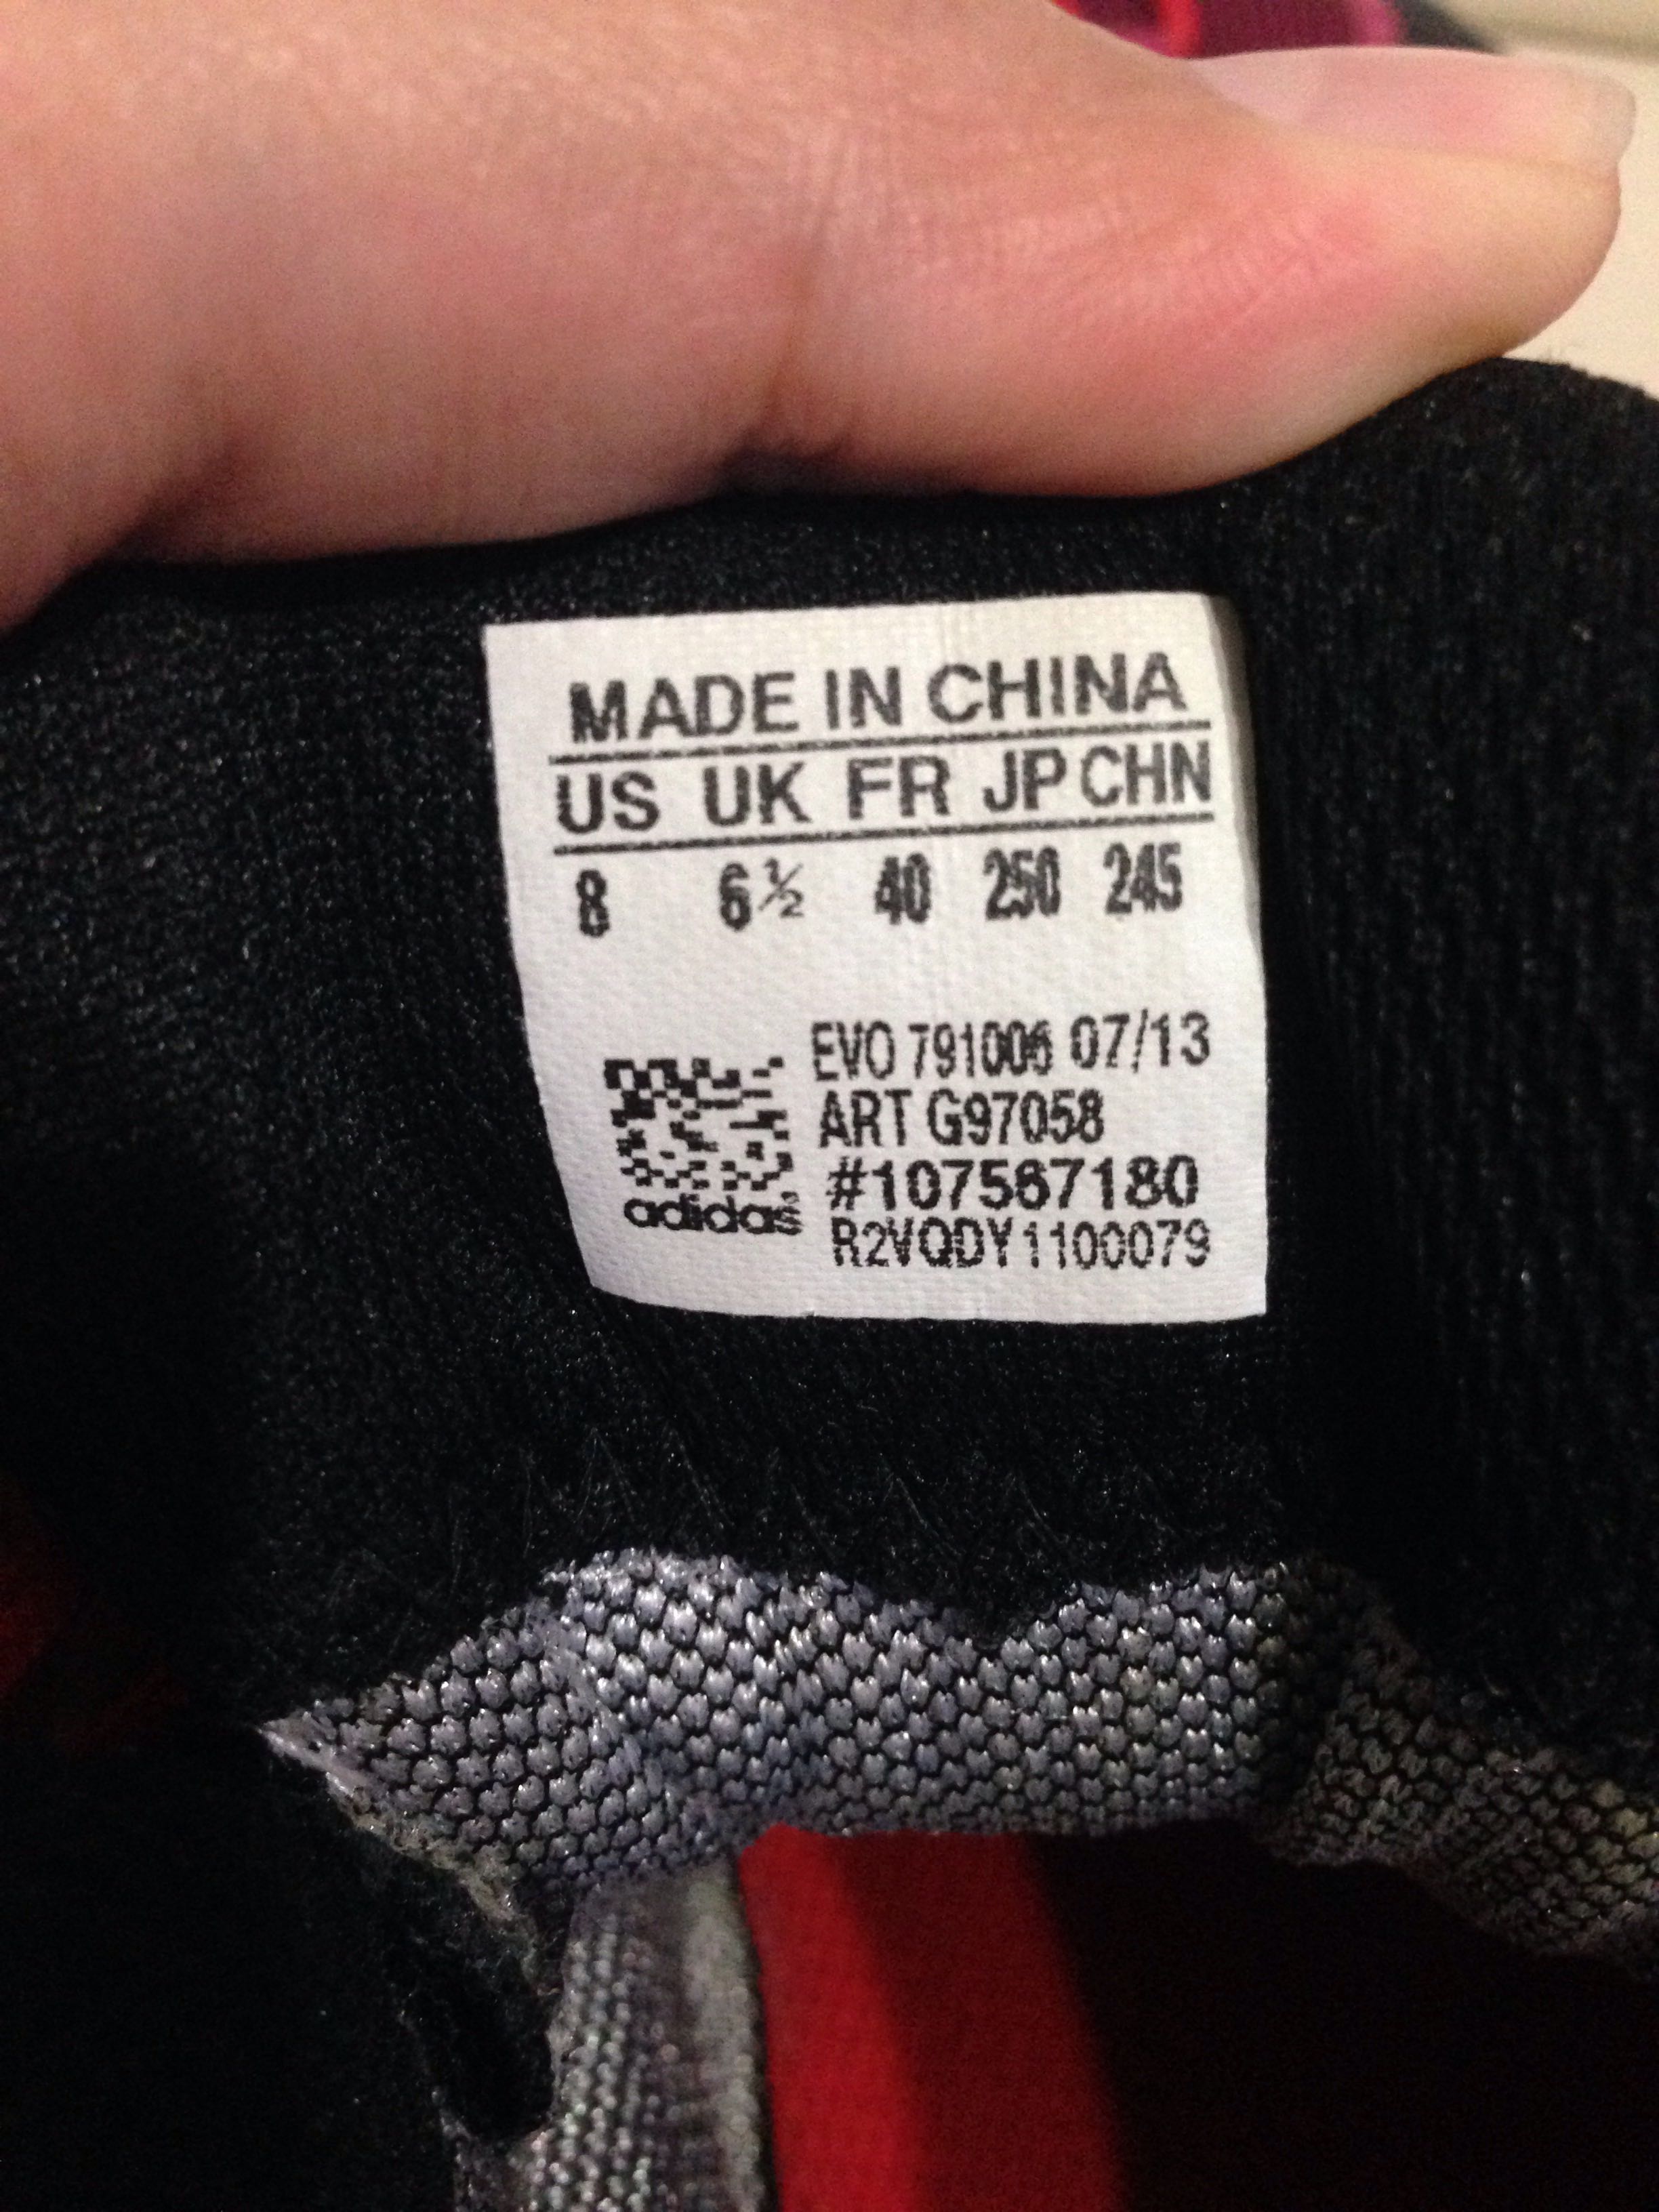 MADE IN CHINA
US UK FR JP CHN
8 6½ 40 250 245
EVO 791006 07/13
ART G97058
#107567180
adidas R2VQDY1100079